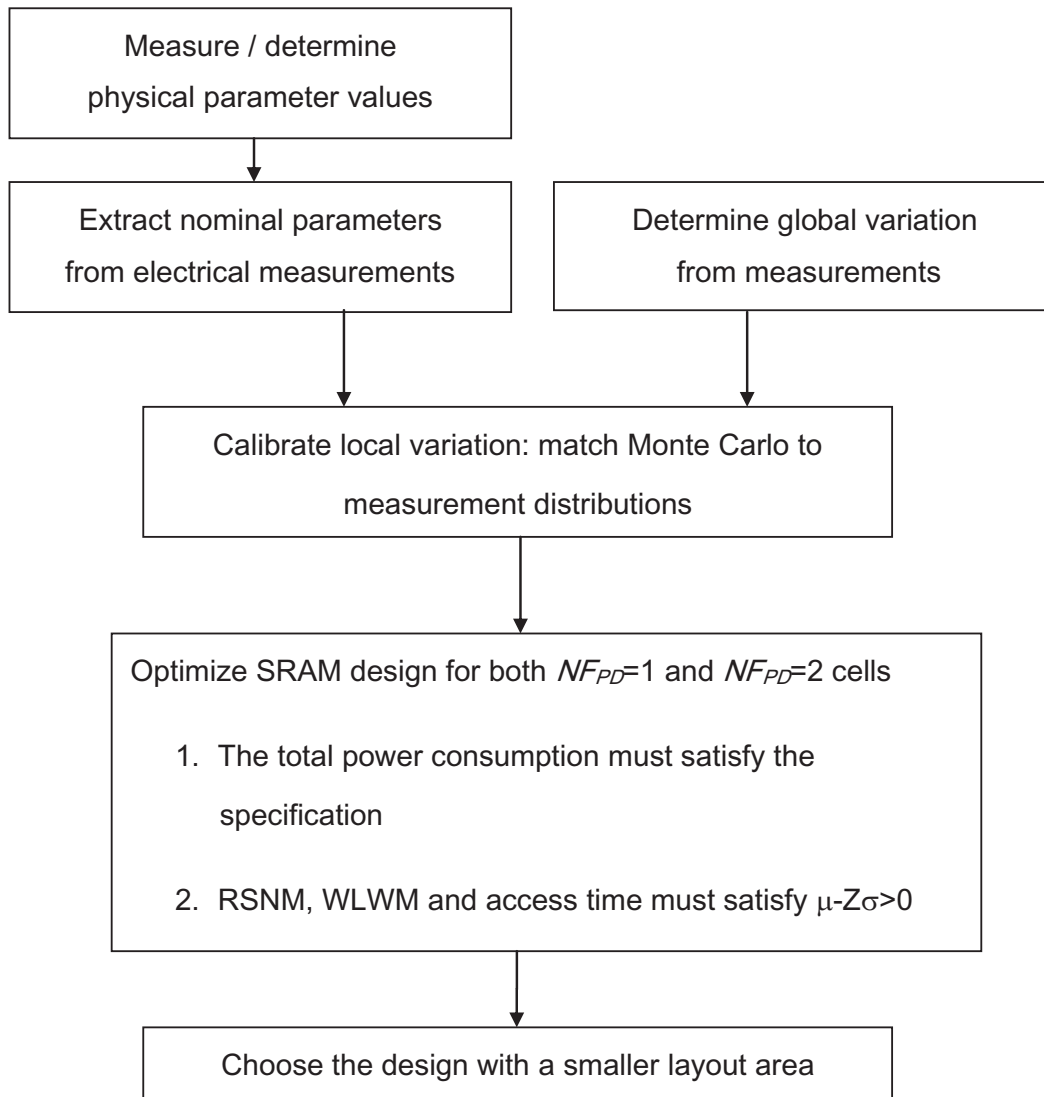 Measure / determine
physical parameter values
Extract nominal parameters
from electrical measurements
Determine global variation
from measurements
Calibrate local variation: match Monte Carlo to
measurement distributions
Optimize SRAM design for both NFPD=1 and NFPD=2 cells
1. The total power consumption must satisfy the
specification
2. RSNM, WLWM and access time must satisfy μ-Zσ>0
Choose the design with a smaller layout area